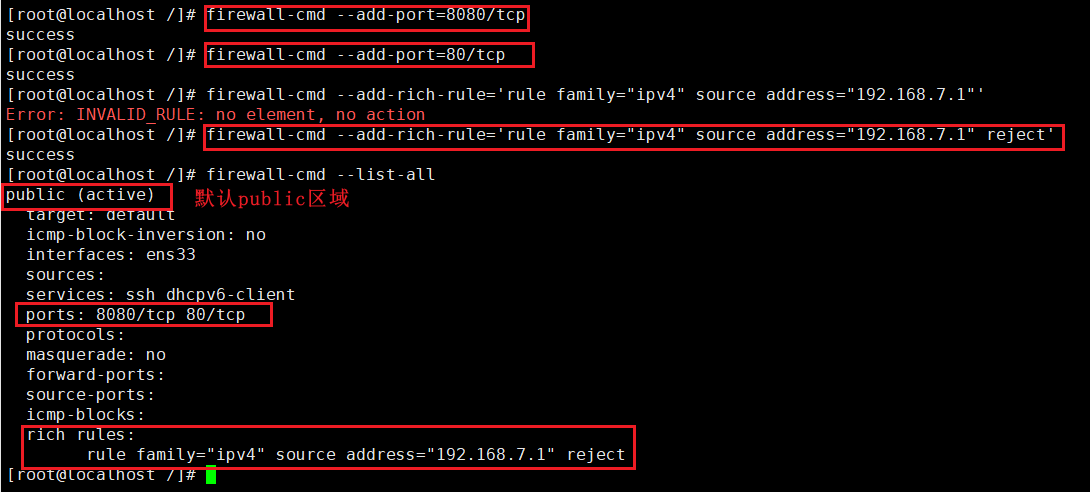 [root@localhost /]# firewall-cmd --add-port=8080/tcp
success
[root@localhost /]# firewall-cmd --add-port=80/tcp
success
[root@localhost /]# firewall-cmd --add-rich-rule='rule family="ipv4" source address="192.168.7.1"'
Error: INVALID_RULE: no element, no action
[root@localhost /]# firewall-cmd --add-rich-rule='rule family="ipv4" source address="192.168.7.1" reject'
success
[root@localhost /]# firewall-cmd --list-all
public (active) 默认public区域
  target: default
  icmp-block-inversion: no
  interfaces: ens33
  sources:
  services: ssh dhcpv6-client
  ports: 8080/tcp 80/tcp
  protocols:
  masquerade: no
  forward-ports:
  source-ports:
  icmp-blocks:
  rich rules:
        rule family="ipv4" source address="192.168.7.1" reject
[root@localhost /]#